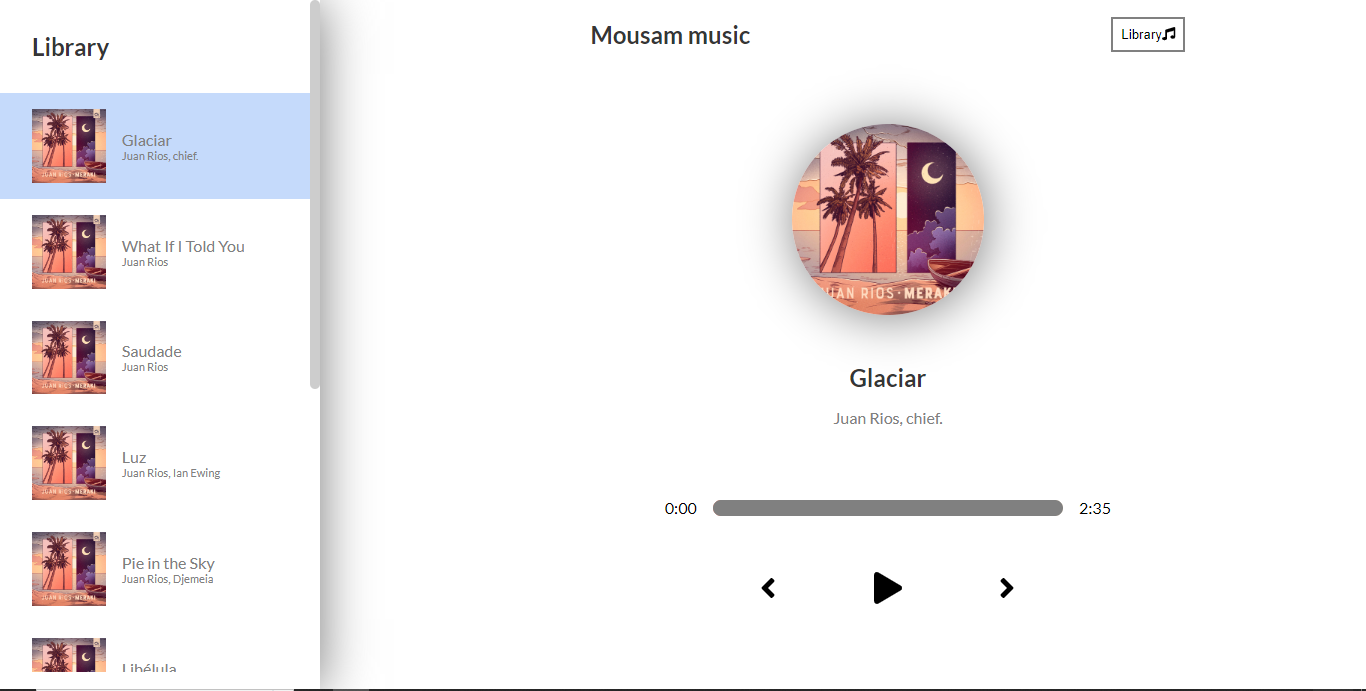 Library
Glaciar
Juan Rios, chief.
What If I Told You
Juan Rios
Saudade
Juan Rios
Luz
Juan Rios, Ian Ewing
Pie in the Sky
Juan Rios, Djemeia
Libélula
Mousam music
Library
JUAN RIOS · MERAKI
Glaciar
Juan Rios, chief.
0:00
2:35